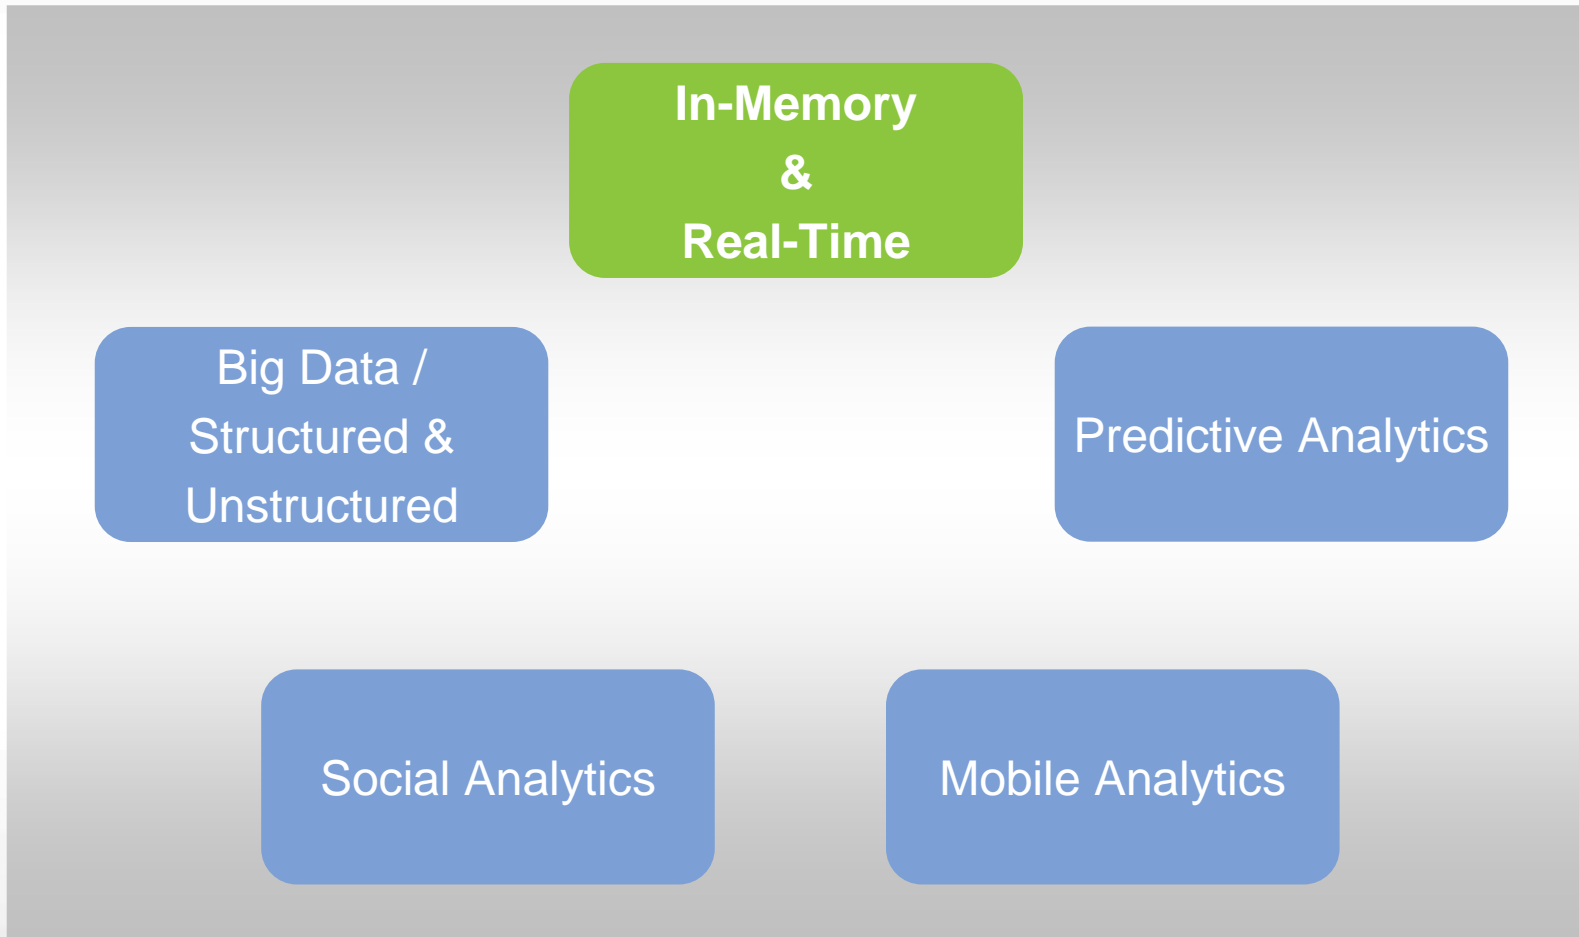 In-Memory
&
Real-Time
Big Data /
Structured &
Unstructured
Predictive Analytics
Social Analytics
Mobile Analytics